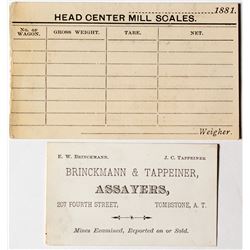 1881.
HEAD CENTER MILL SCALES.
No. of WAGON. GROSS WEIGHT. TARE. NET.
Weigher.
E. W. BRINCKMANN. J. C. TAPPEINER
BRINCKMANN & TAPPEINER,
ASSAYERS,
207 FOURTH STREET, TOMBSTONE, A. T.
Mines Examined, Reported on or Sold.